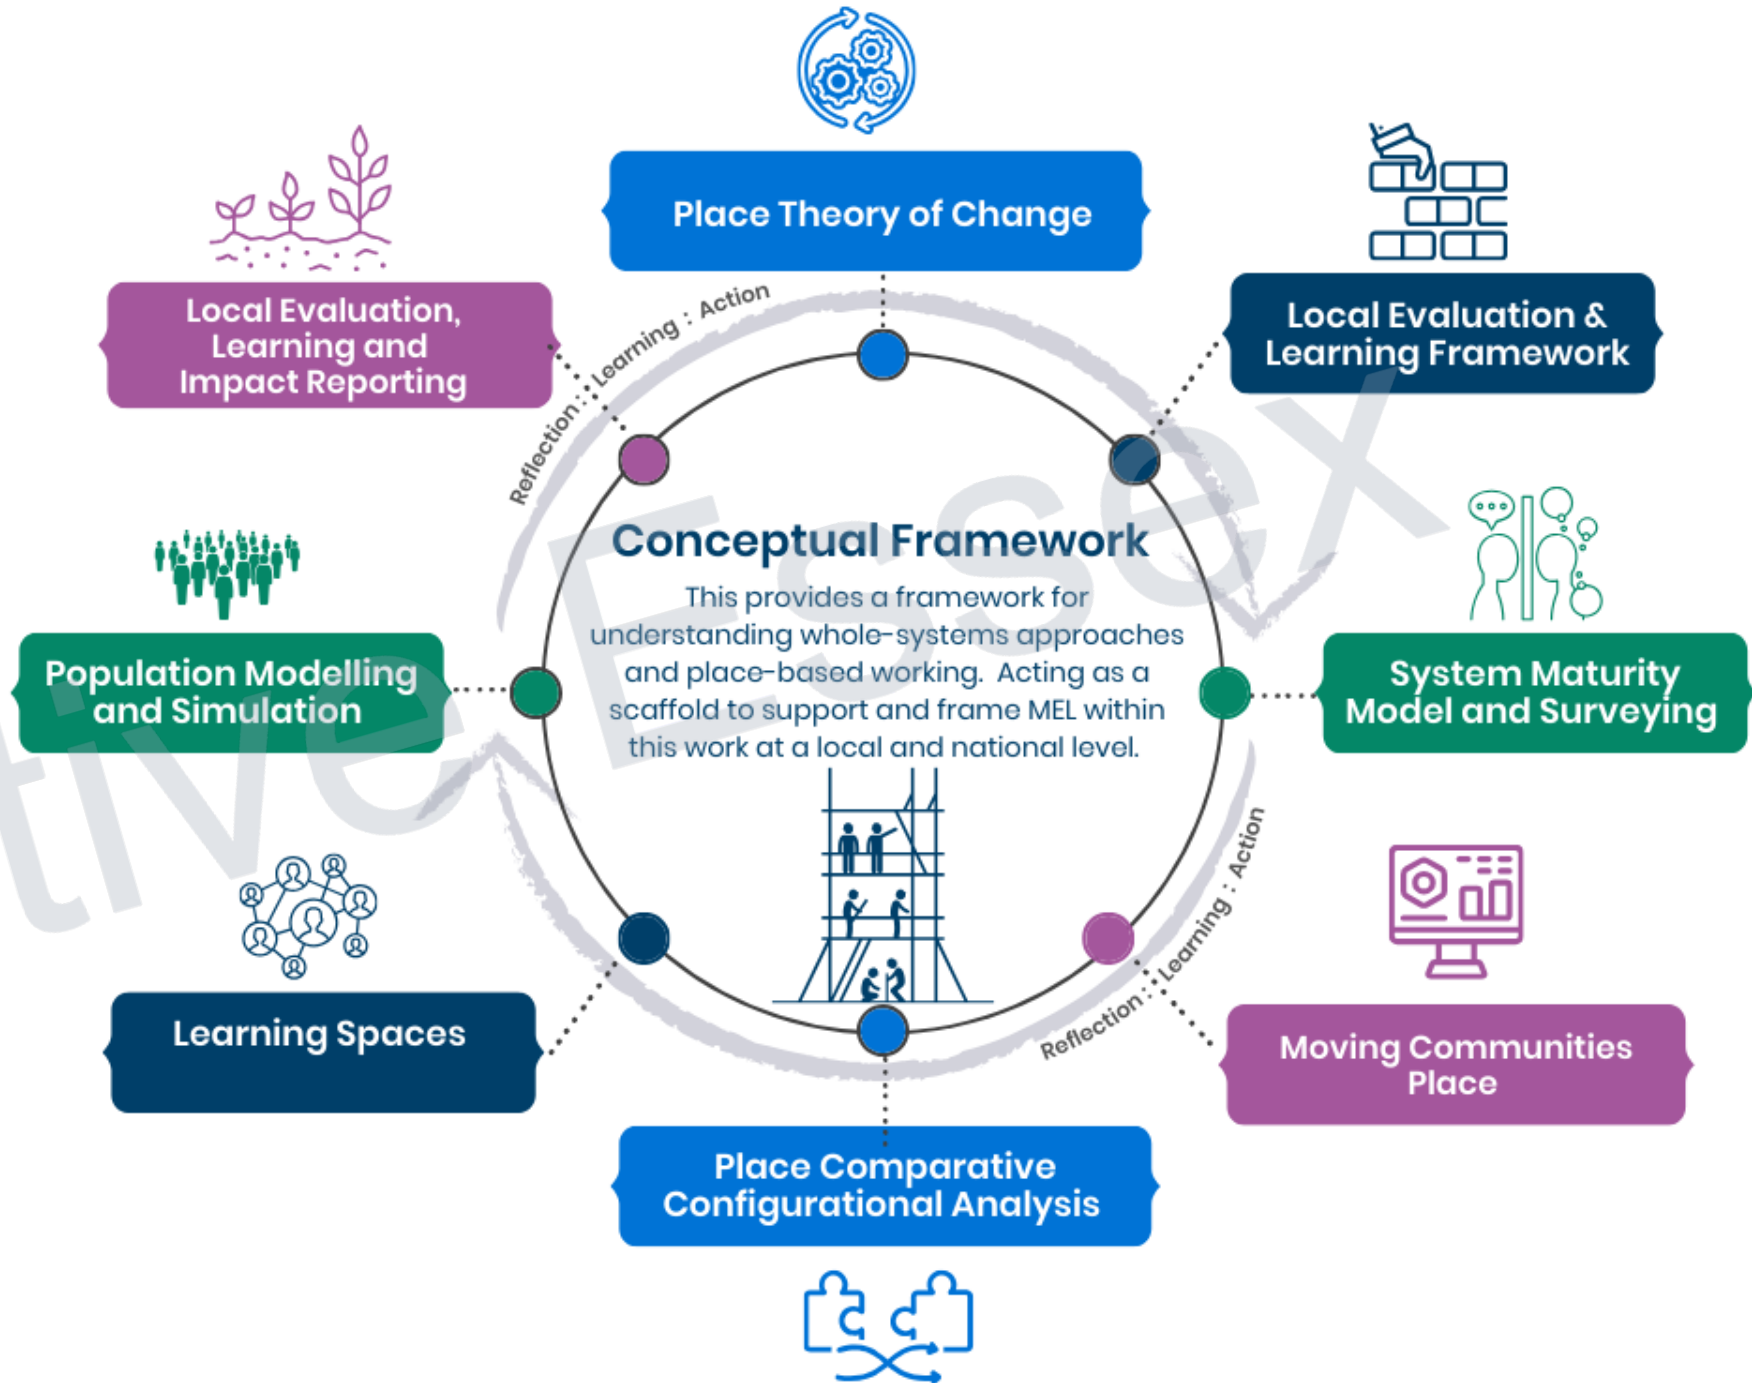 Place Theory of Change
Local Evaluation &
Learning Framework
System Maturity
Model and Surveying
Moving Communities
Place
Place Comparative
Configurational Analysis
Learning Spaces
Population Modelling
and Simulation
Local Evaluation,
Learning and
Impact Reporting
Reflection : Learning : Action
Conceptual Framework
This provides a framework for
understanding whole-systems approaches
and place-based working. Acting as a
scaffold to support and frame MEL within
this work at a local and national level.
Reflection : Learning : Action
tive Essex